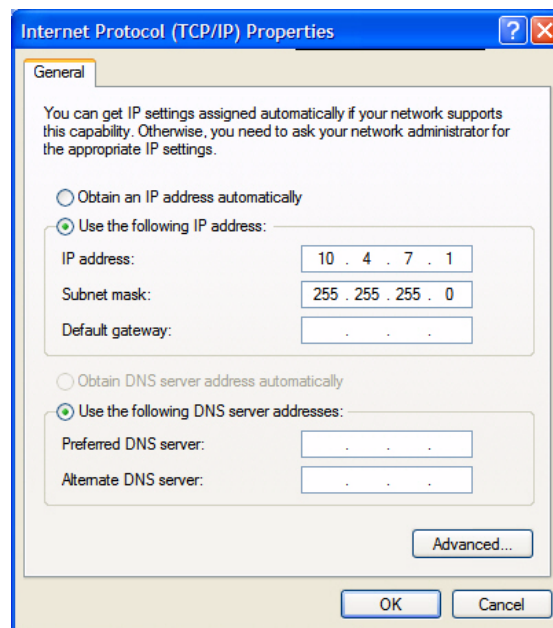 Internet Protocol (TCP/IP) Properties
General
You can get IP settings assigned automatically if your network supports
this capability. Otherwise, you need to ask your network administrator for
the appropriate IP settings.
Obtain an IP address automatically
Use the following IP address:
IP address: 10 . 4 . 7 . 1
Subnet mask: 255 . 255 . 255 . 0
Default gateway: . . .
Obtain DNS server address automatically
Use the following DNS server addresses:
Preferred DNS server: . . .
Alternate DNS server: . . .
Advanced...
OK Cancel